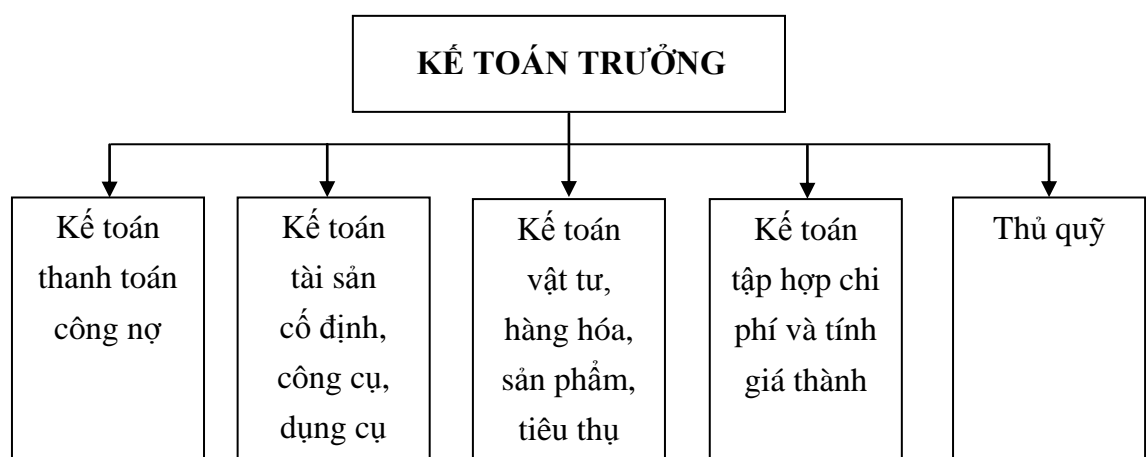 KẾ TOÁN TRƯỞNG
Kế toán
thanh toán
công nợ
Kế toán
tài sản
cố định,
công cụ,
dụng cụ
Kế toán
vật tư,
hàng hóa,
sản phẩm,
tiêu thụ
Kế toán
tập hợp chi
phí và tính
giá thành
Thủ quỹ